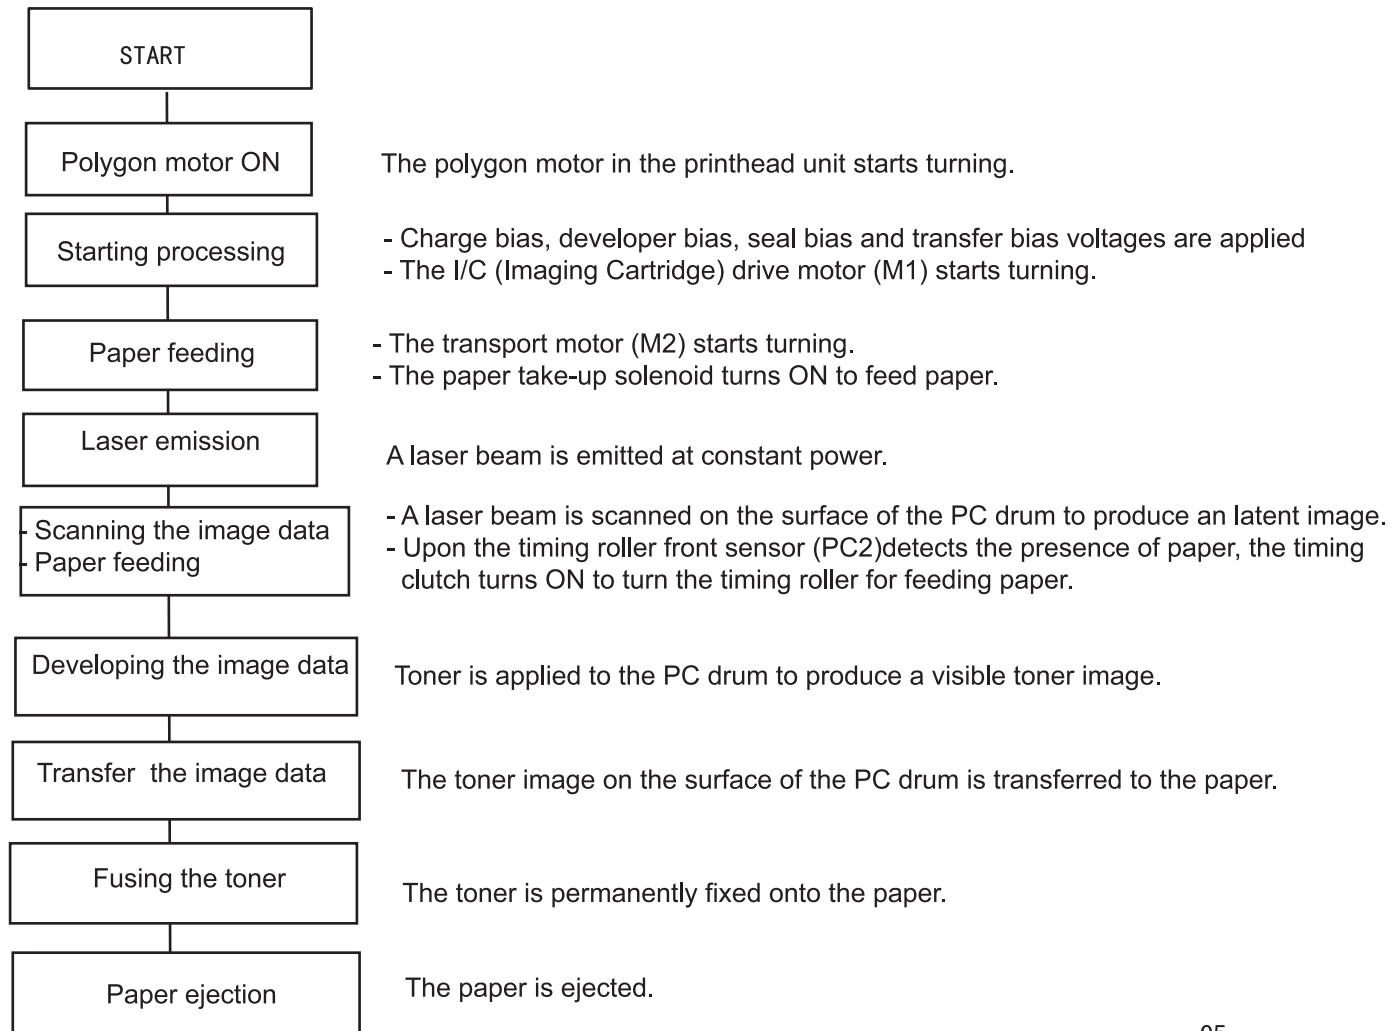 START
Polygon motor ON
The polygon motor in the printhead unit starts turning.
Starting processing
- Charge bias, developer bias, seal bias and transfer bias voltages are applied
- The I/C (Imaging Cartridge) drive motor (M1) starts turning.
Paper feeding
- The transport motor (M2) starts turning.
- The paper take-up solenoid turns ON to feed paper.
Laser emission
A laser beam is emitted at constant power.
- Scanning the image data
- Paper feeding
- A laser beam is scanned on the surface of the PC drum to produce an latent image.
- Upon the timing roller front sensor (PC2)detects the presence of paper, the timing
clutch turns ON to turn the timing roller for feeding paper.
Developing the image data
Toner is applied to the PC drum to produce a visible toner image.
Transfer the image data
The toner image on the surface of the PC drum is transferred to the paper.
Fusing the toner
The toner is permanently fixed onto the paper.
Paper ejection
The paper is ejected.